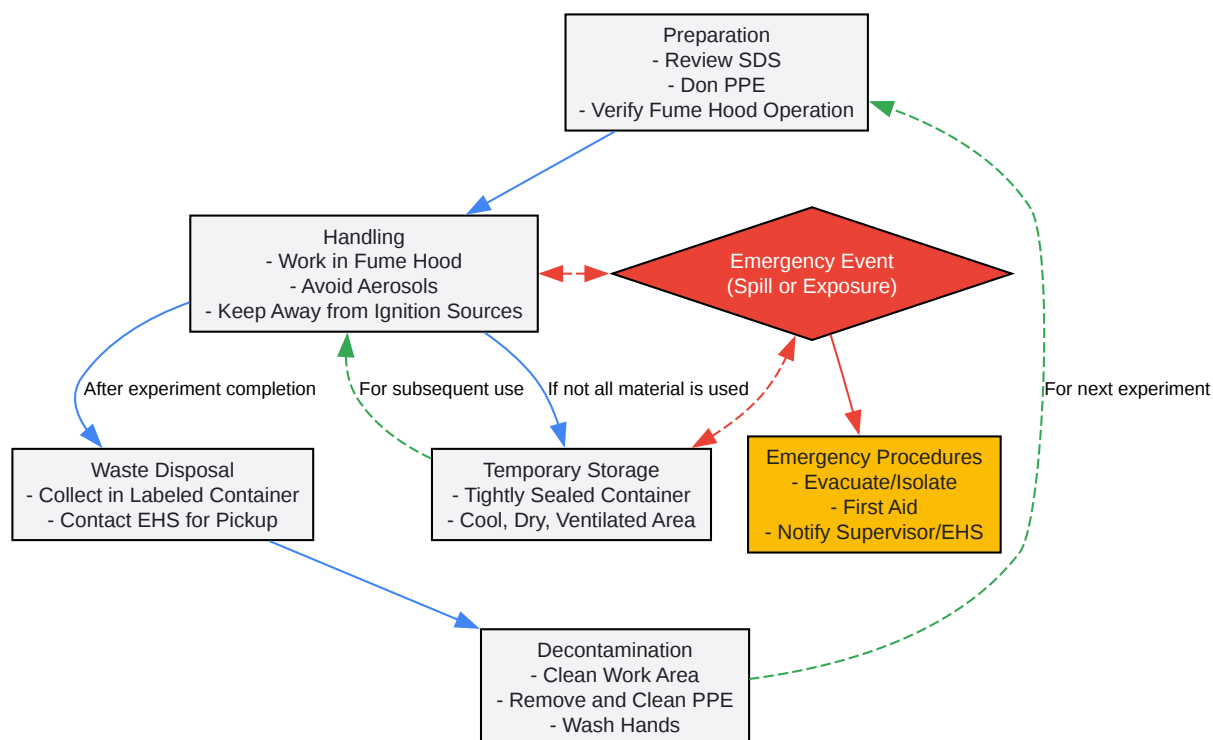 Preparation
- Review SDS
- Don PPE
- Verify Fume Hood Operation
Handling
- Work in Fume Hood
- Avoid Aerosols
- Keep Away from Ignition Sources
Emergency Event
(Spill or Exposure)
After experiment completion
For subsequent use
If not all material is used
For next experiment
Waste Disposal
- Collect in Labeled Container
- Contact EHS for Pickup
Temporary Storage
- Tightly Sealed Container
- Cool, Dry, Ventilated Area
Emergency Procedures
- Evacuate/Isolate
- First Aid
- Notify Supervisor/EHS
Decontamination
- Clean Work Area
- Remove and Clean PPE
- Wash Hands